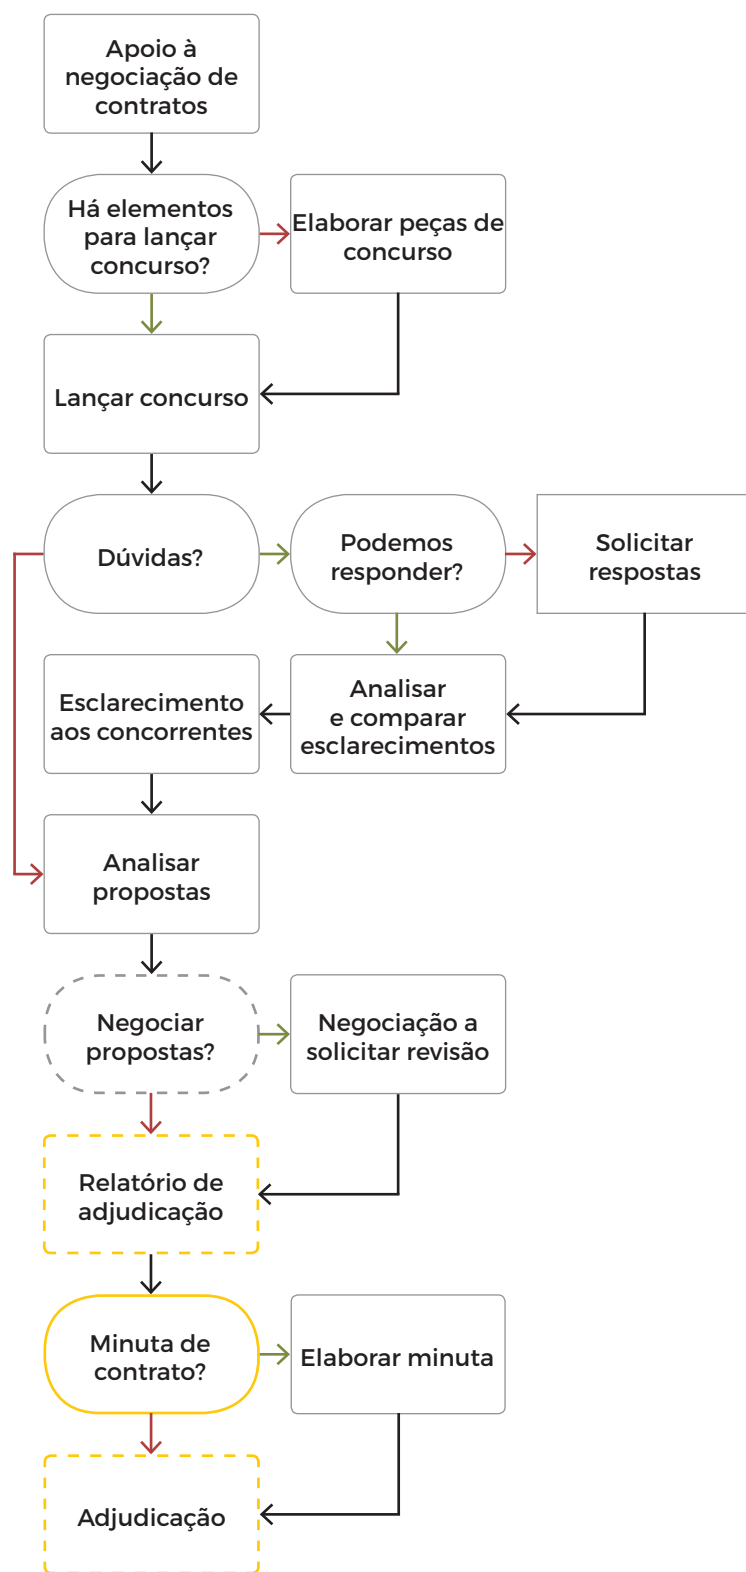 Apoio à
negociação de
contratos
Há elementos
para lançar
concurso?
Elaborar peças de
concurso
Lançar concurso
Dúvidas?
Podemos
responder?
Solicitar
respostas
Esclarecimento
aos concorrentes
Analisar
e comparar
esclarecimentos
Analisar
propostas
Negociar
propostas?
Negociação a
solicitar revisão
Relatório de
adjudicação
Minuta de
contrato?
Elaborar minuta
Adjudicação